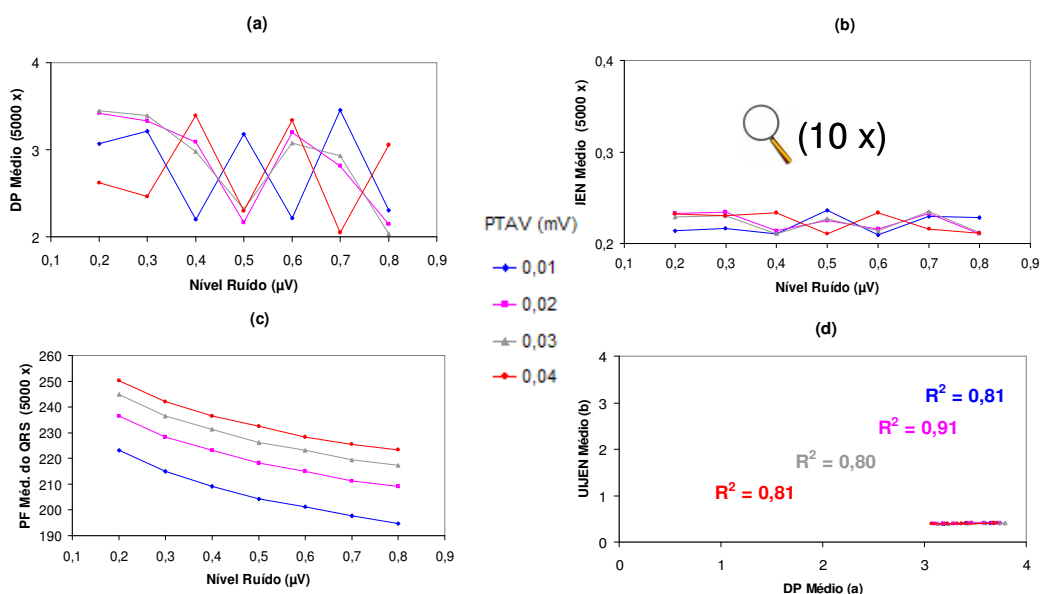 (a)
DP Médio (5000 x)
4
3
2
0,1 0,2 0,3 0,4 0,5 0,6 0,7 0,8 0,9
Nível Ruído (µV)
(b)
IEN Médio (5000 x)
0,4
0,3
0,2
(10 x)
0,1 0,2 0,3 0,4 0,5 0,6 0,7 0,8 0,9
Nível Ruído (µV)
PTAV (mV)
0,01
0,02
0,03
0,04
(c)
PF Méd. do QRS (5000 x)
260
250
240
230
220
210
200
190
0,1 0,2 0,3 0,4 0,5 0,6 0,7 0,8 0,9
Nível Ruído (µV)
(d)
UIJEN Médio (b)
4
3
2
1
0
R² = 0,81
R² = 0,91
R² = 0,80
R² = 0,81
0 1 2 3 4
DP Médio (a)